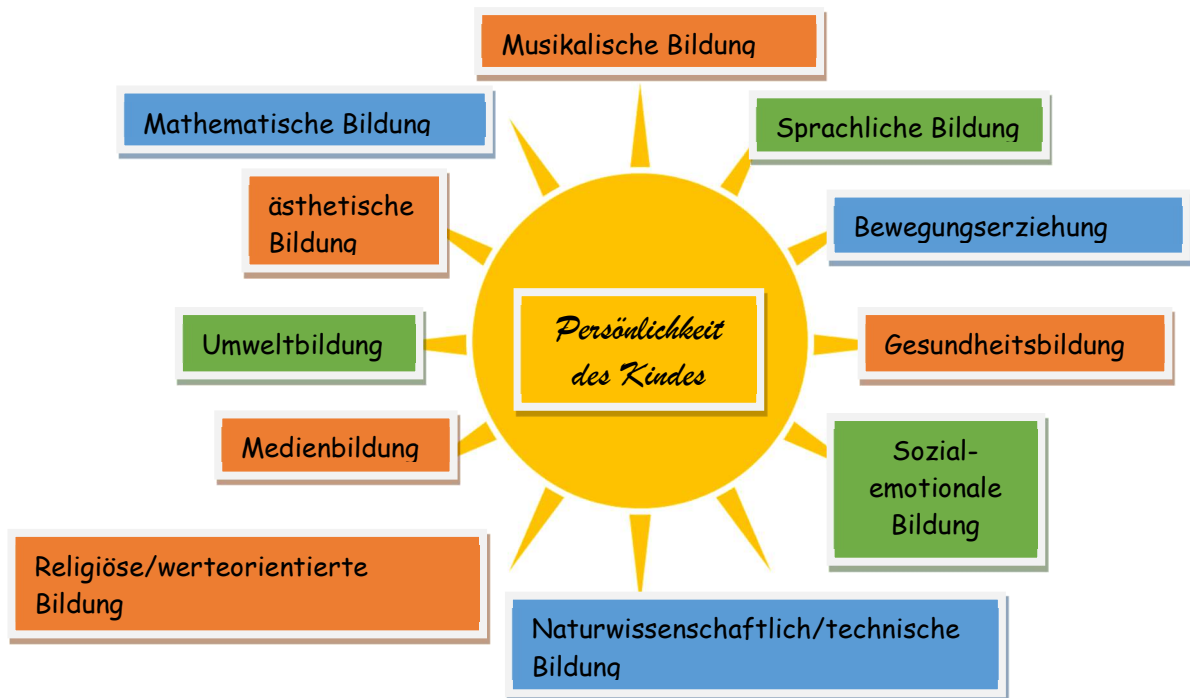 Musikalische Bildung
Mathematische Bildung
Sprachliche Bildung
ästhetische
Bildung
Bewegungserziehung
Persönlichkeit
des Kindes
Umweltbildung
Gesundheitsbildung
Medienbildung
Sozial-
emotionale
Bildung
Religiöse/werteorientierte
Bildung
Naturwissenschaftlich/technische
Bildung